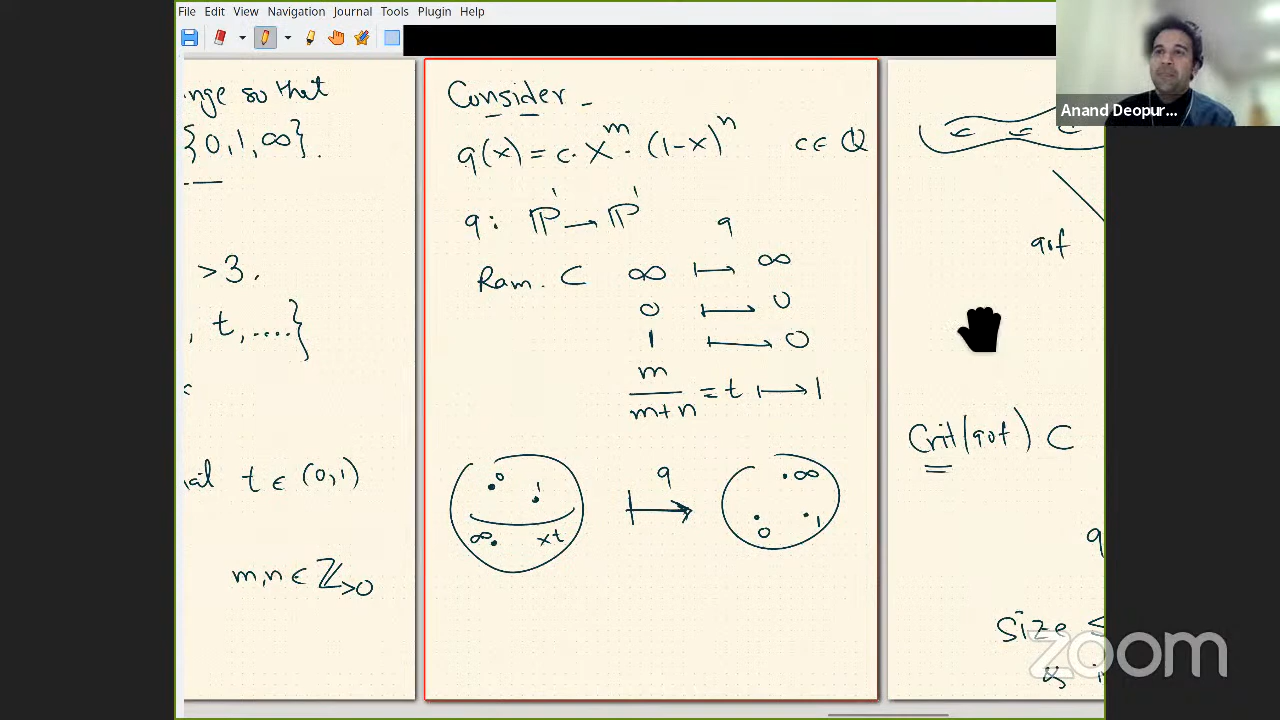 File Edit View Navigation Journal Tools Plugin Help
Anand Deopur...
nge so that
{0,1,∞}.
>3.
, t,....}
t ∈ (0,1)
m,n ∈ ℤ>0
Consider -
q(x) = c·X^m·(1-x)^n c∈ ℚ
q: ℙ¹ → ℙ¹
q
Ram. ⊂ ∞ ↦ ∞
0 ↦ 0
1 ↦ 0
m/(m+n) = t ↦ 1
0 1 ∞ xt
q
∞ 0 1
q∘f
Crit(q∘f) ⊂
q
Size ≤
zoom